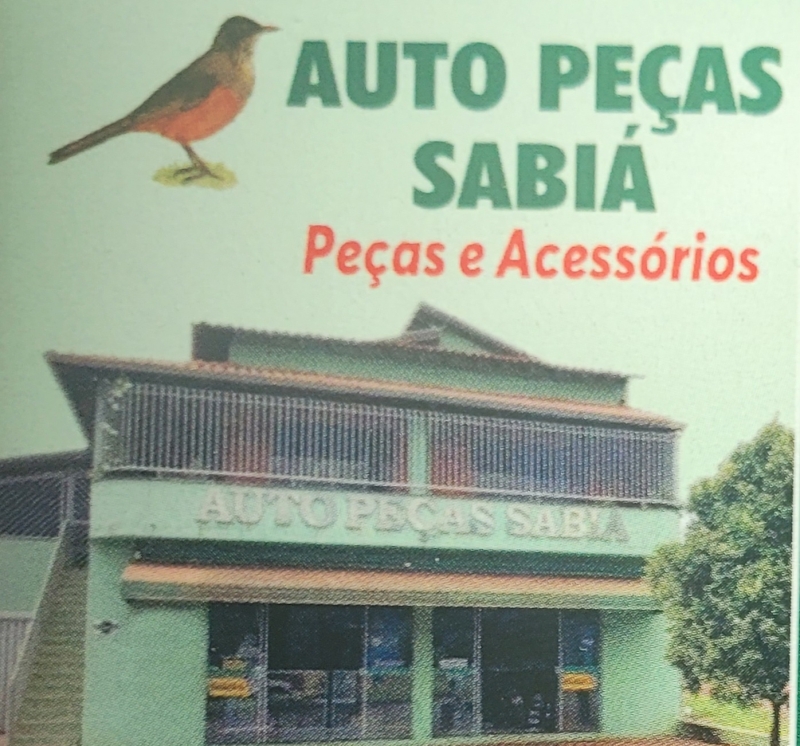 AUTO PEÇAS
SABIÁ
Peças e Acessórios
AUTO PEÇAS SABIÁ